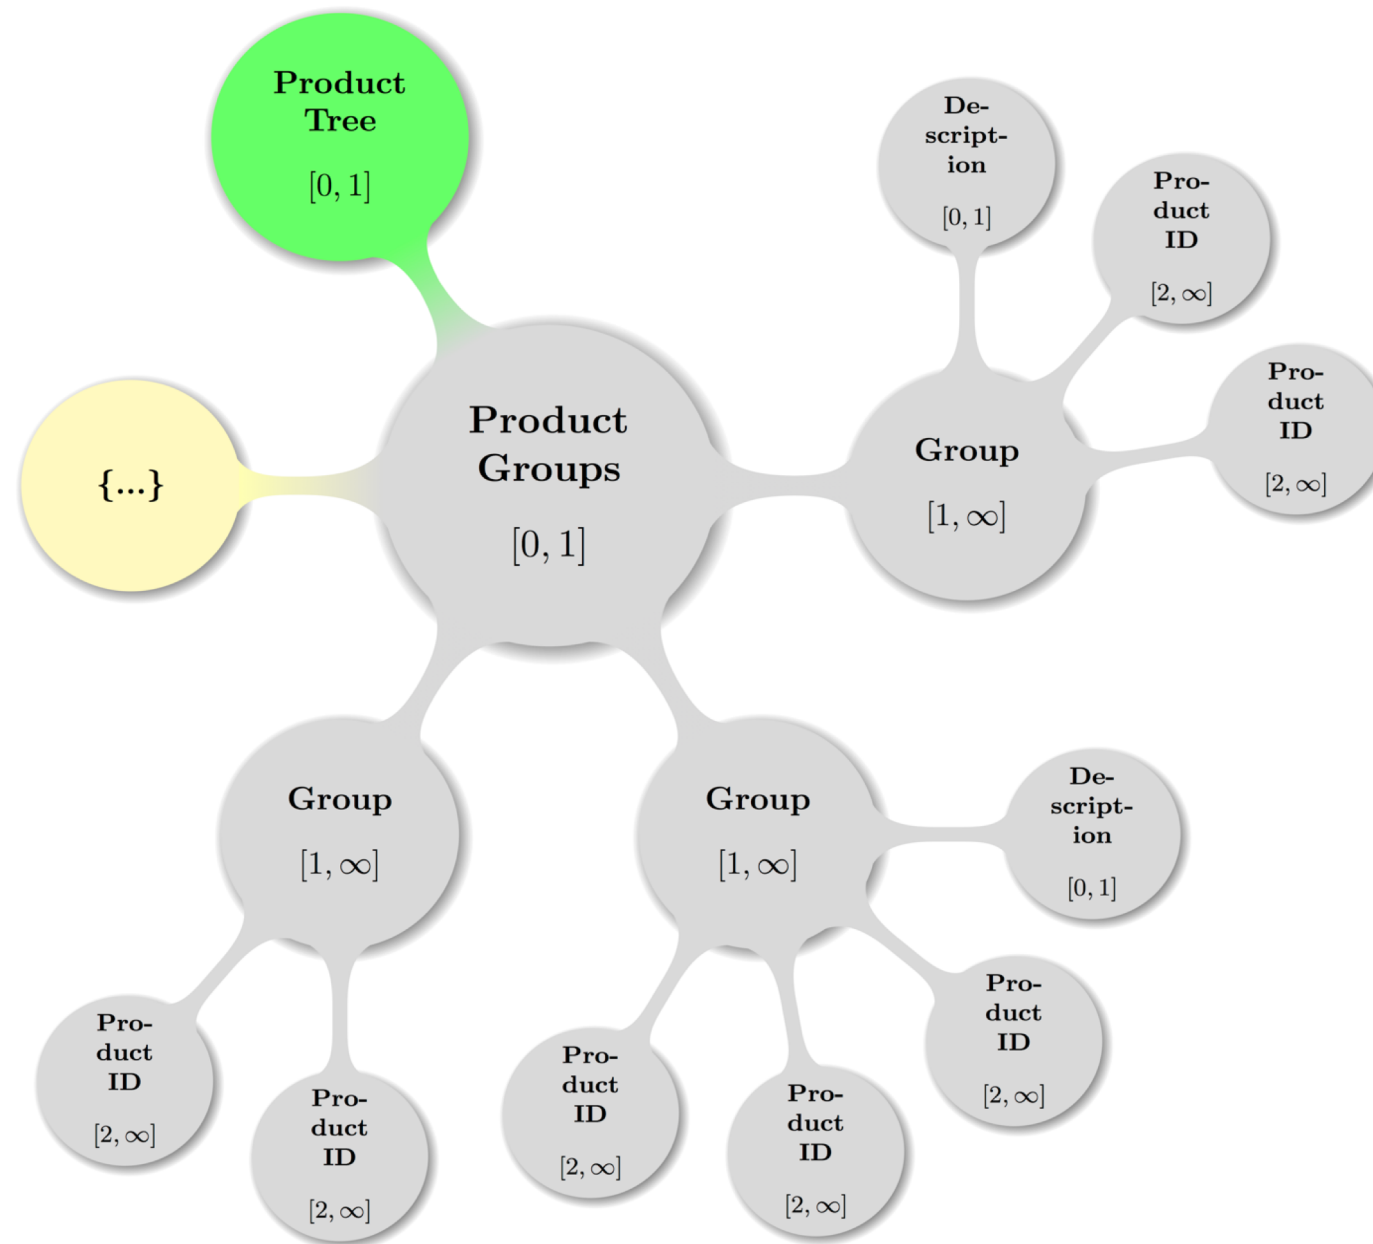 Product
Tree
[0, 1]
De-
script-
ion
[0, 1]
Pro-
duct
ID
[2, ∞]
Pro-
duct
ID
[2, ∞]
{...}
Product
Groups
[0, 1]
Group
[1, ∞]
Group
[1, ∞]
Group
[1, ∞]
De-
script-
ion
[0, 1]
Pro-
duct
ID
[2, ∞]
Pro-
duct
ID
[2, ∞]
Pro-
duct
ID
[2, ∞]
Pro-
duct
ID
[2, ∞]
Pro-
duct
ID
[2, ∞]